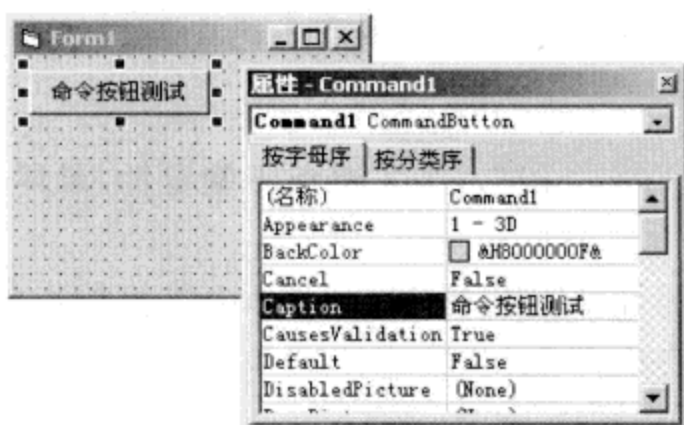 Form1
命令按钮测试
属性 - Command1
Command1 CommandButton
按字母序 按分类序
(名称) Command1
Appearance 1 - 3D
BackColor &H8000000F&
Cancel False
Caption 命令按钮测试
CausesValidation True
Default False
DisabledPicture (None)